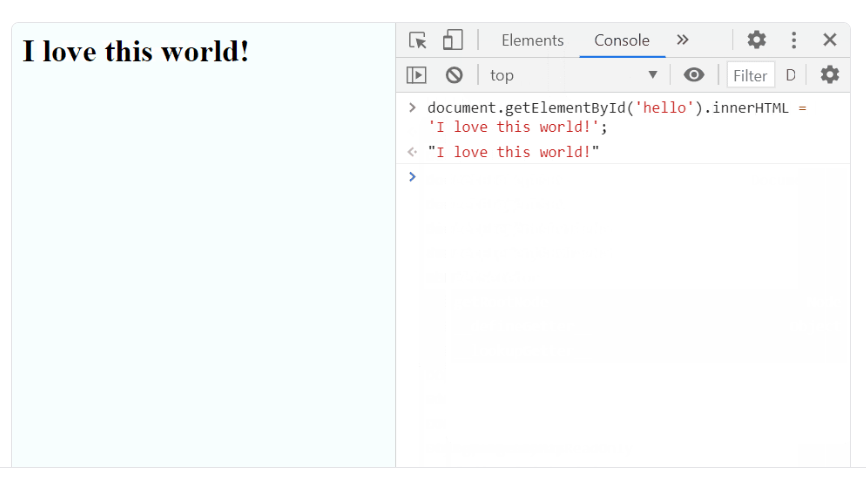 I love this world!
Elements Console
top Filter D
document.getElementById('hello').innerHTML =
'I love this world!';
"I love this world!"